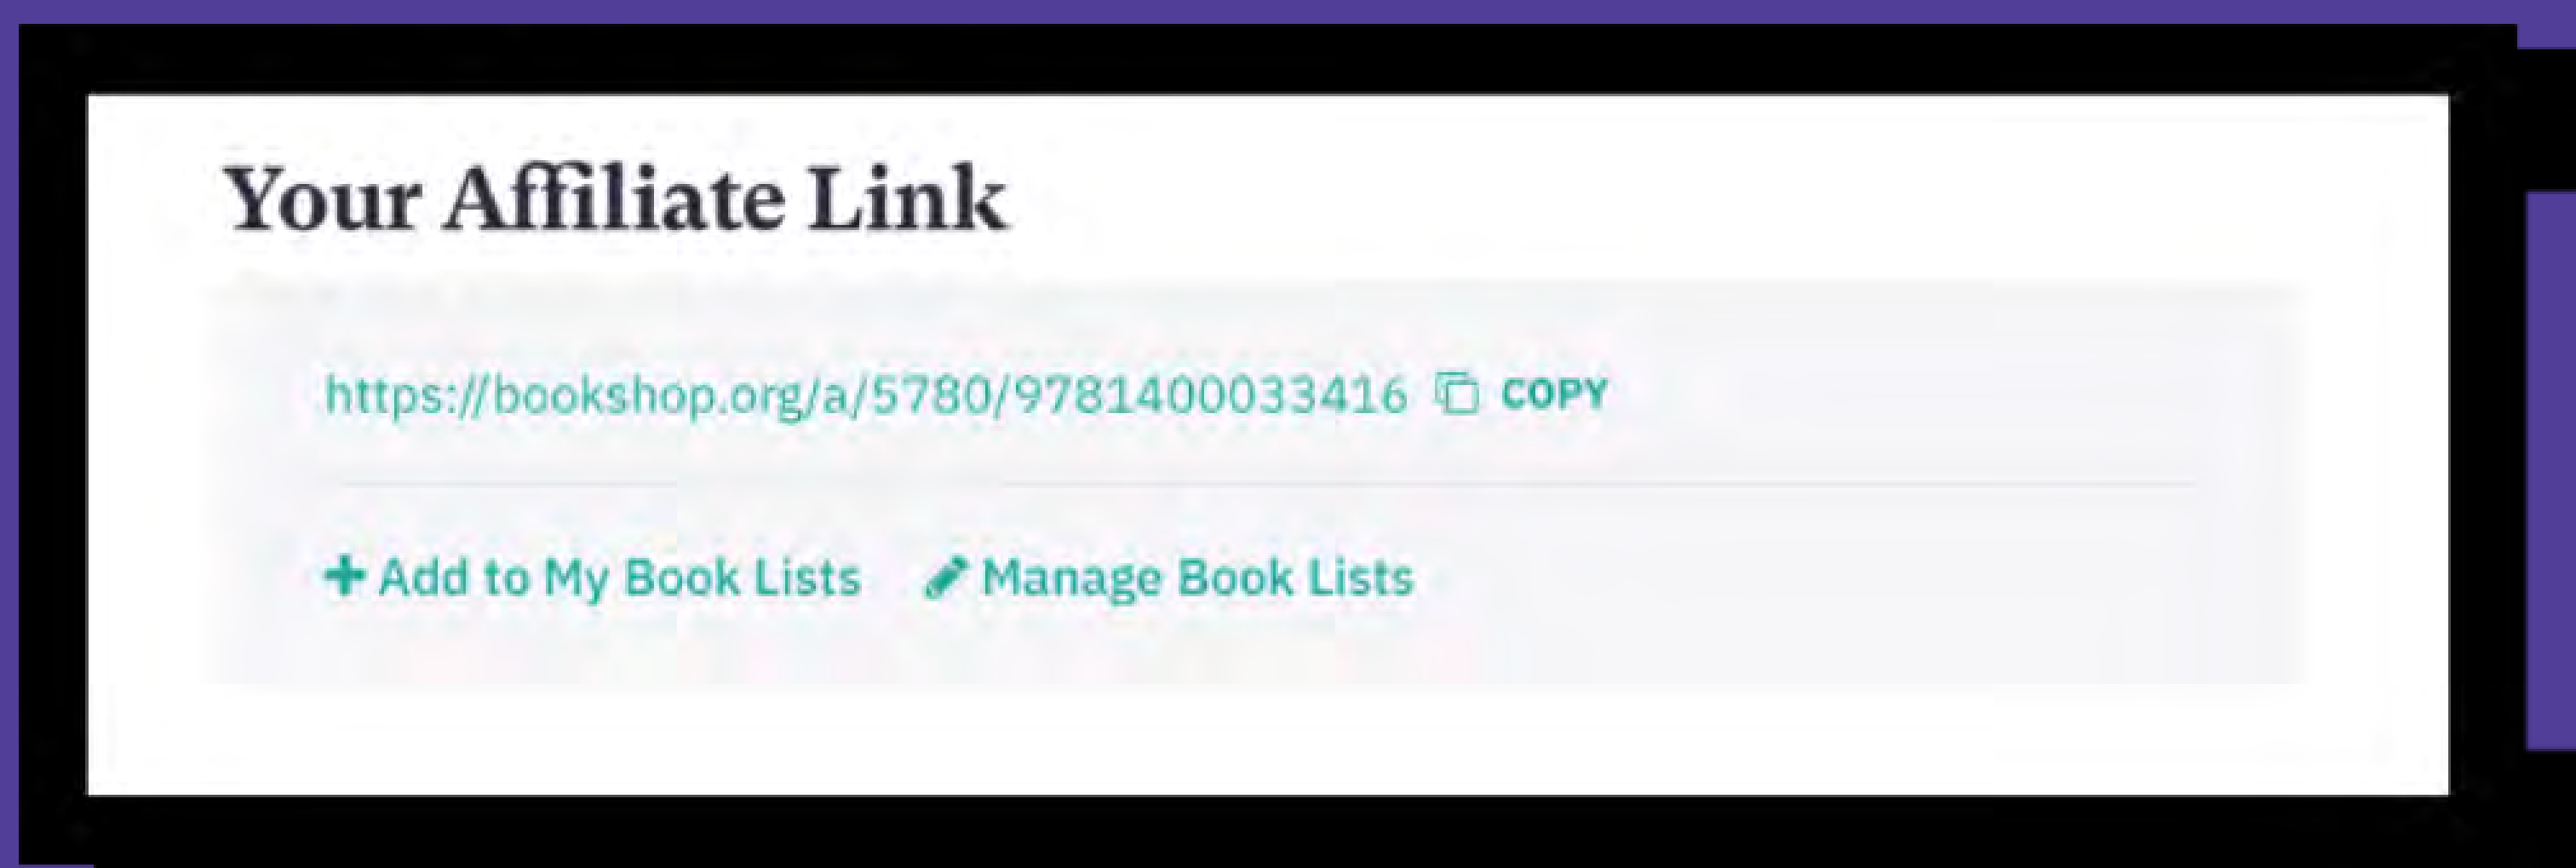 Your Affiliate Link
https://bookshop.org/a/5780/9781400033416 COPY
Add to My Book Lists Manage Book Lists